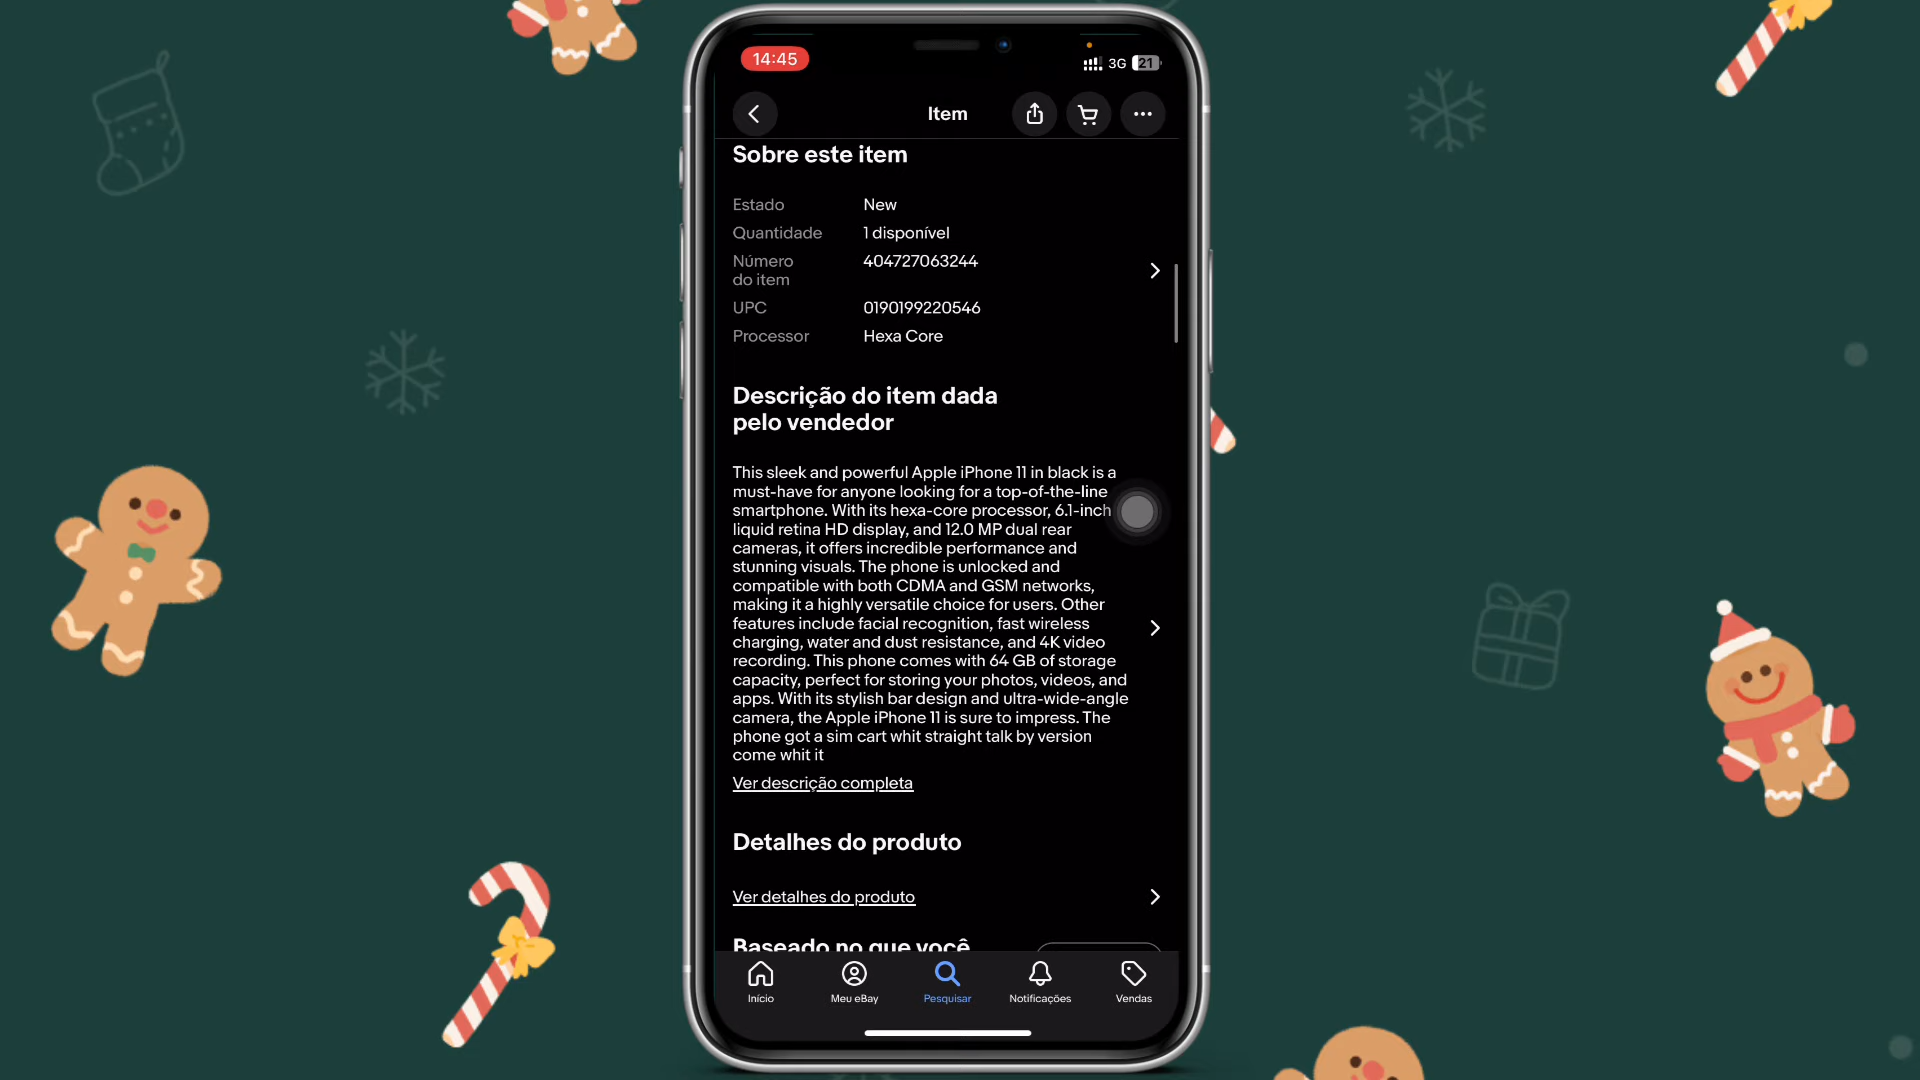 14:45
3G 21
Item
Sobre este item
Estado New
Quantidade 1 disponível
Número
do item 404727063244
UPC 0190199220546
Processor Hexa Core
Descrição do item dada
pelo vendedor
This sleek and powerful Apple iPhone 11 in black is a
must-have for anyone looking for a top-of-the-line
smartphone. With its hexa-core processor, 6.1-inch
liquid retina HD display, and 12.0 MP dual rear
cameras, it offers incredible performance and
stunning visuals. The phone is unlocked and
compatible with both CDMA and GSM networks,
making it a highly versatile choice for users. Other
features include facial recognition, fast wireless
charging, water and dust resistance, and 4K video
recording. This phone comes with 64 GB of storage
capacity, perfect for storing your photos, videos, and
apps. With its stylish bar design and ultra-wide-angle
camera, the Apple iPhone 11 is sure to impress. The
phone got a sim cart whit straight talk by version
come whit it
Ver descrição completa
Detalhes do produto
Ver detalhes do produto
Baseado no que você
Início Meu eBay Pesquisar Notificações Vendas